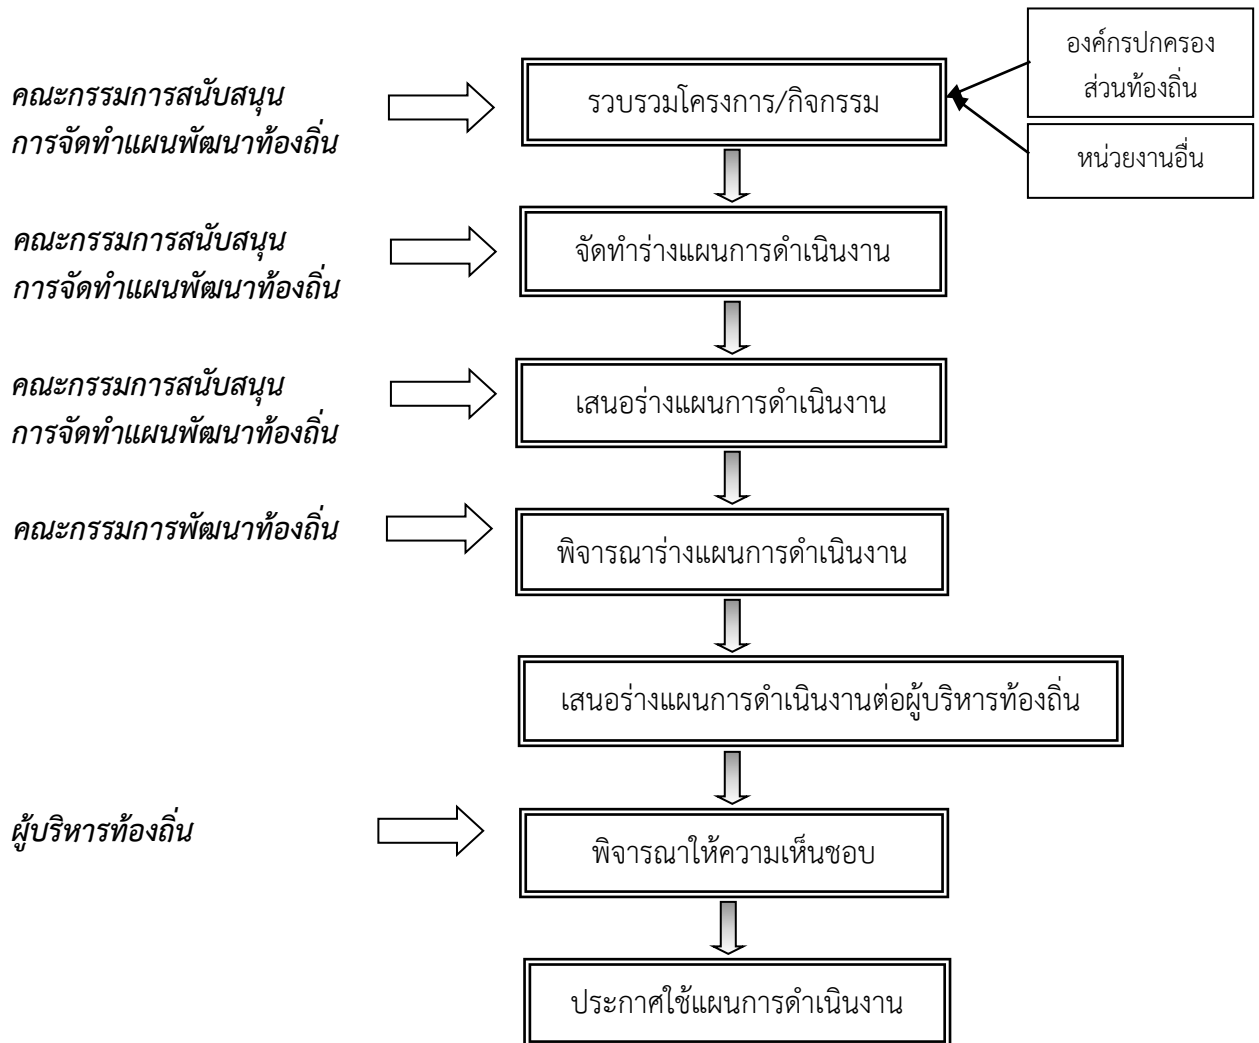 องค์กรปกครอง
ส่วนท้องถิ่น
คณะกรรมการสนับสนุน
การจัดทำแผนพัฒนาท้องถิ่น
รวบรวมโครงการ/กิจกรรม
หน่วยงานอื่น
คณะกรรมการสนับสนุน
การจัดทำแผนพัฒนาท้องถิ่น
จัดทำร่างแผนการดำเนินงาน
คณะกรรมการสนับสนุน
การจัดทำแผนพัฒนาท้องถิ่น
เสนอร่างแผนการดำเนินงาน
คณะกรรมการพัฒนาท้องถิ่น
พิจารณาร่างแผนการดำเนินงาน
เสนอร่างแผนการดำเนินงานต่อผู้บริหารท้องถิ่น
ผู้บริหารท้องถิ่น
พิจารณาให้ความเห็นชอบ
ประกาศใช้แผนการดำเนินงาน